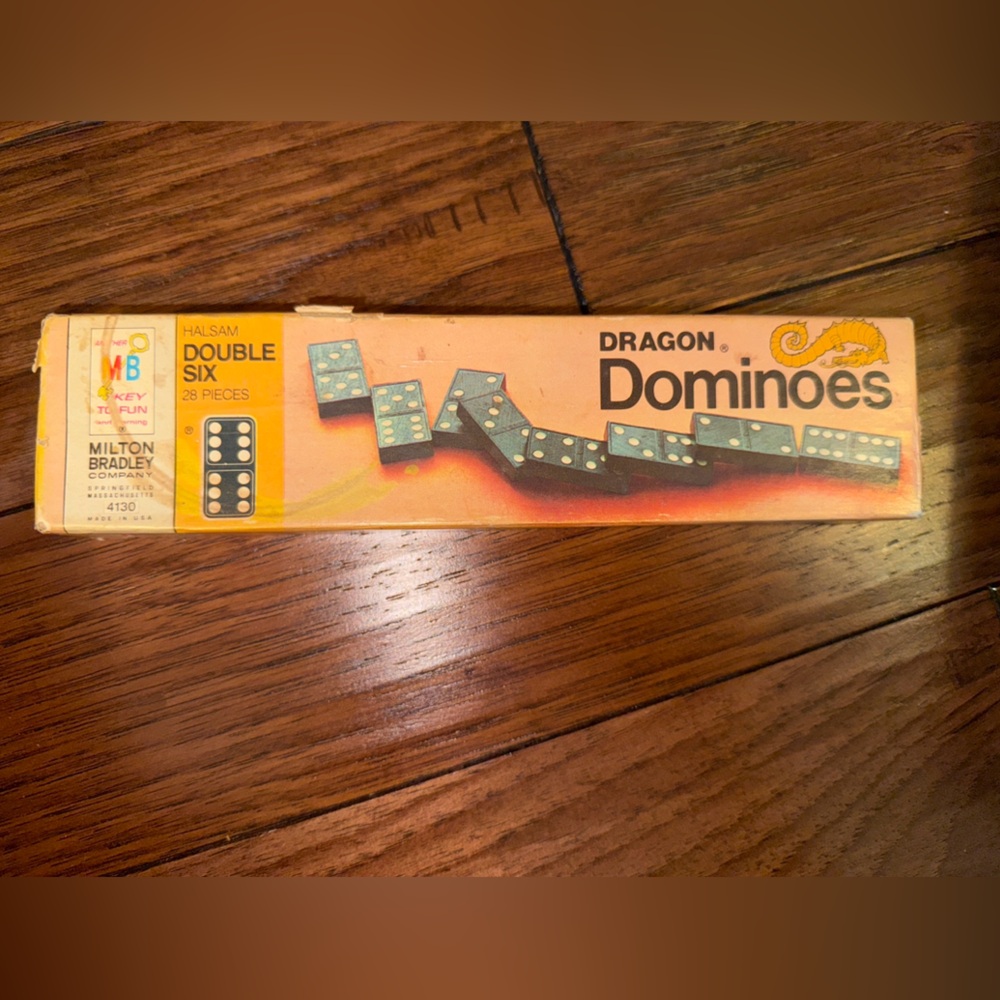 MB
KEY
TO FUN
MILTON
BRADLEY
COMPANY
SPRINGFIELD
MASSACHUSETTS
4130
MADE IN USA
HALSAM
DOUBLE
SIX
28 PIECES
®
DRAGON®
Dominoes